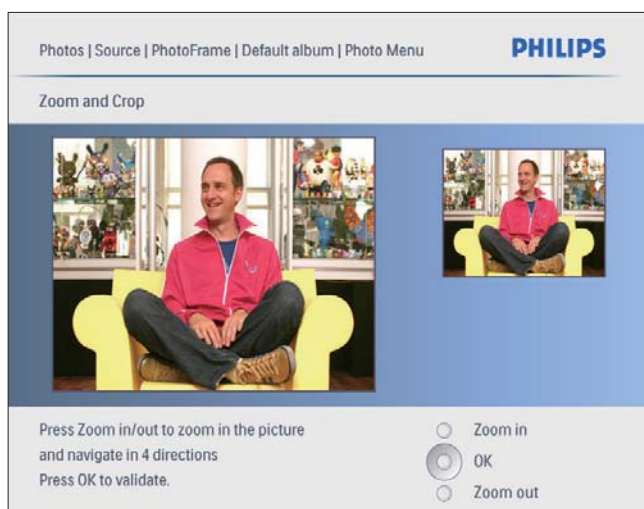 Photos | Source | PhotoFrame | Default album | Photo Menu
PHILIPS
Zoom and Crop
Press Zoom in/out to zoom in the picture
and navigate in 4 directions
Press OK to validate.
Zoom in
OK
Zoom out